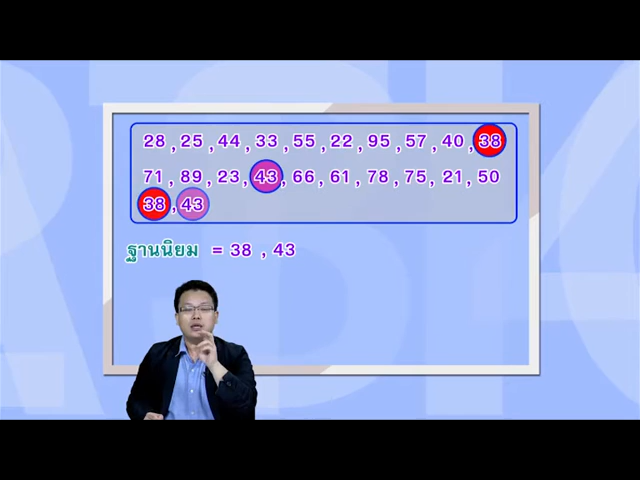 28 , 25 , 44 , 33 , 55 , 22 , 95 , 57 , 40 , 38
71 , 89 , 23 , 43 , 66 , 61 , 78 , 75 , 21 , 50
38 , 43
ฐานนิยม = 38 , 43